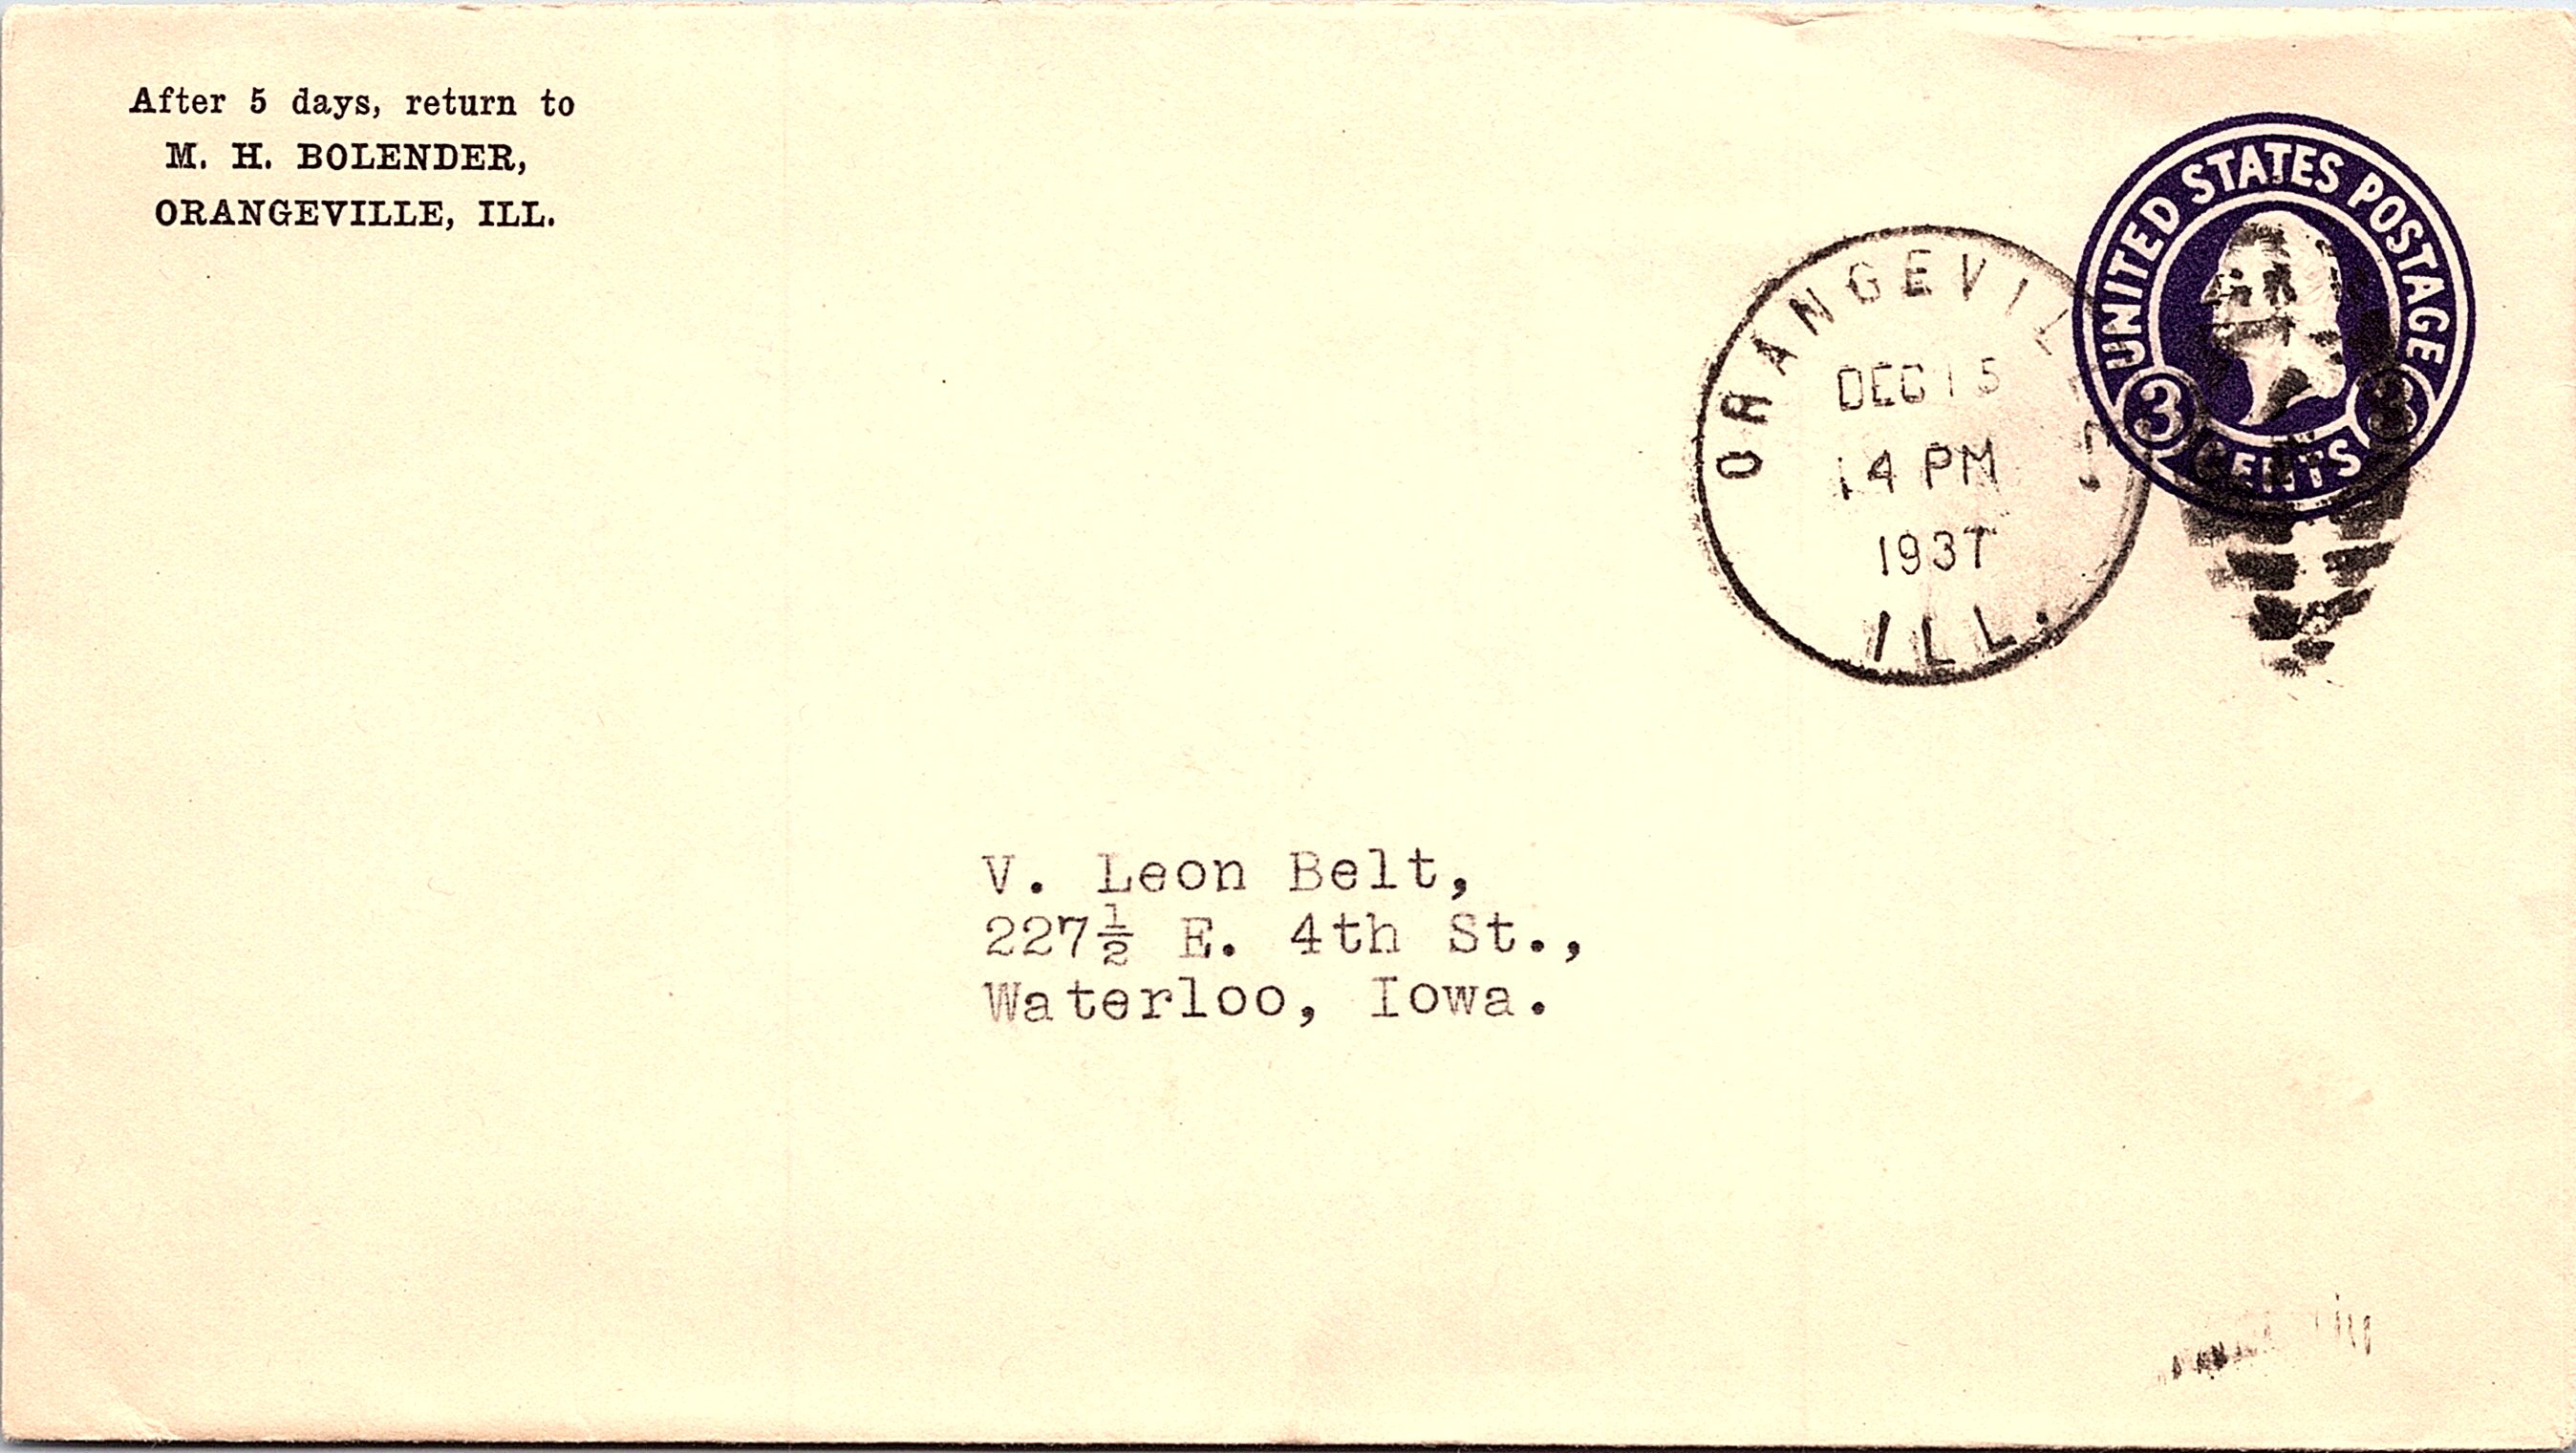 After 5 days, return to
M. H. BOLENDER,
ORANGEVILLE, ILL.
UNITED STATES POSTAGE
3 CENTS 3
ORANGEVILLE
DEC 15
4 PM
1937
ILL.
V. Leon Belt,
227½ E. 4th St.,
Waterloo, Iowa.